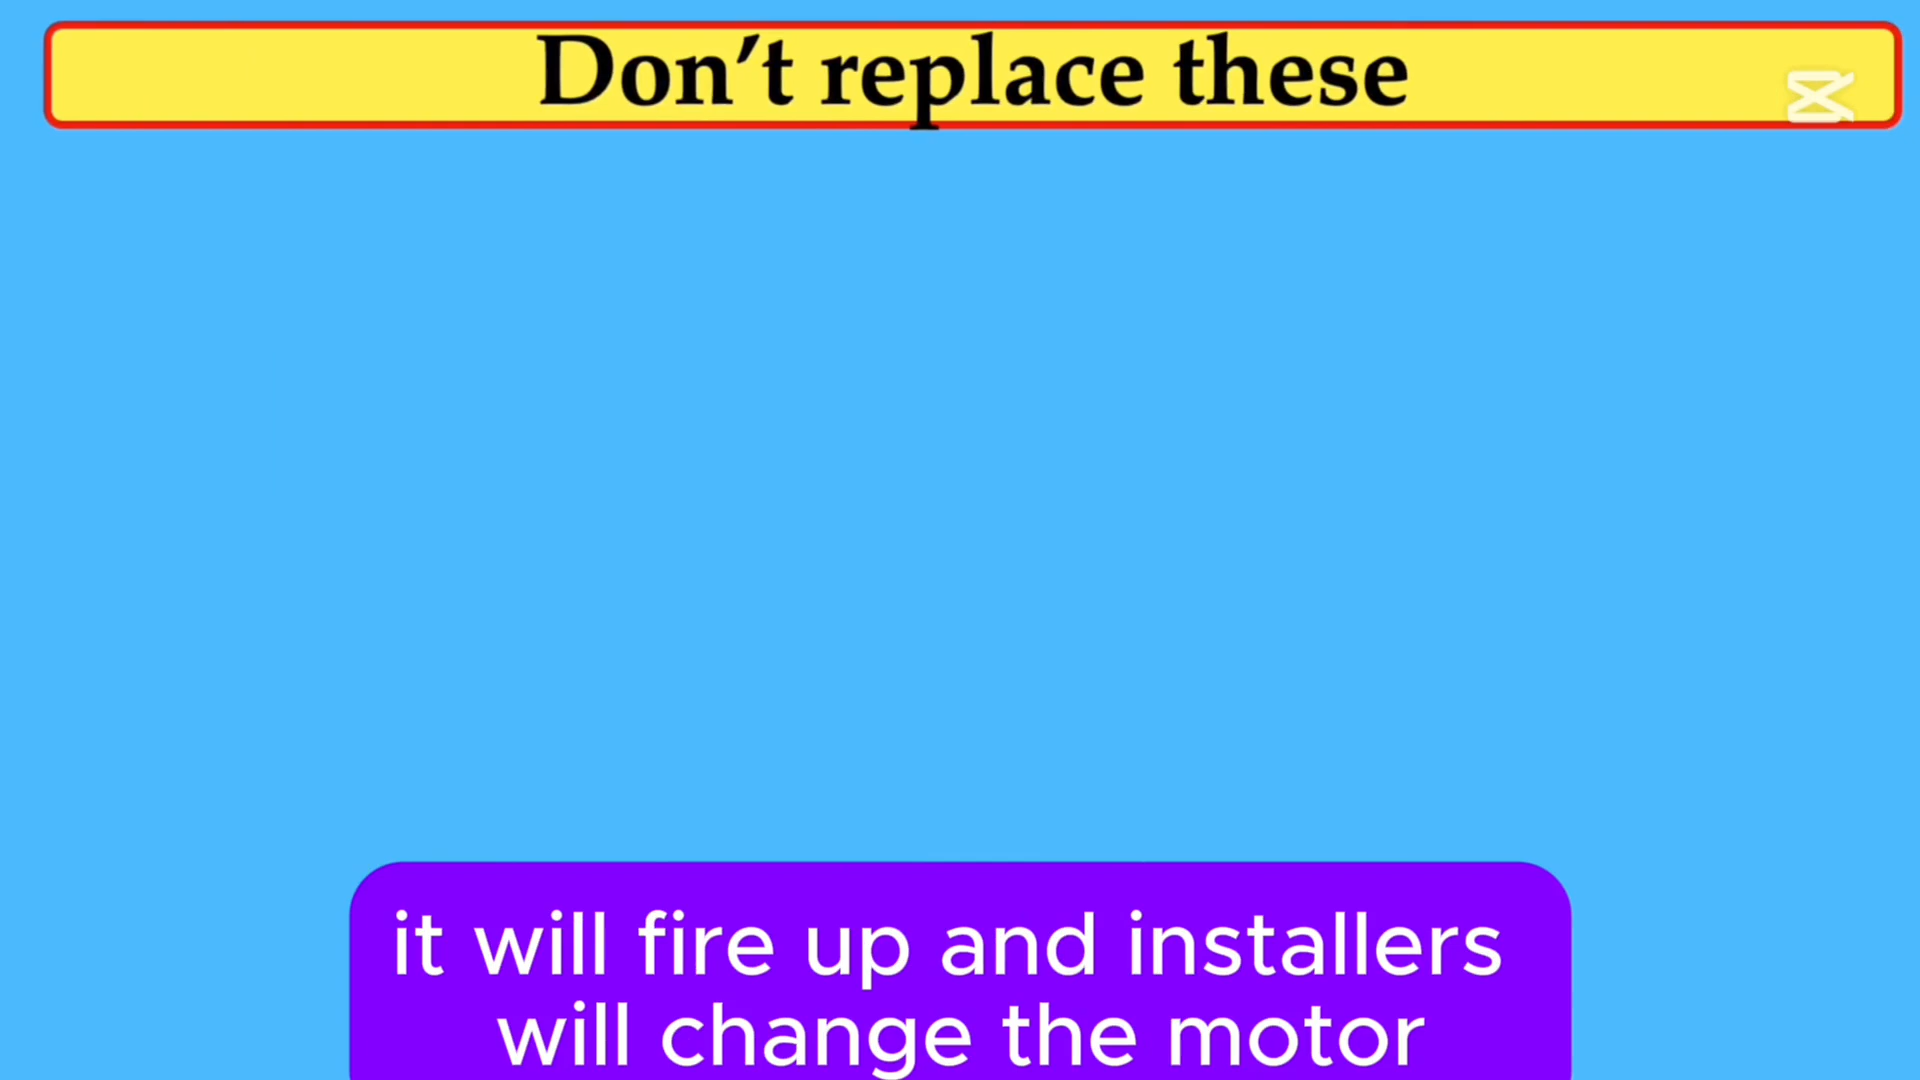 Don’t replace these
it will fire up and installers
will change the motor